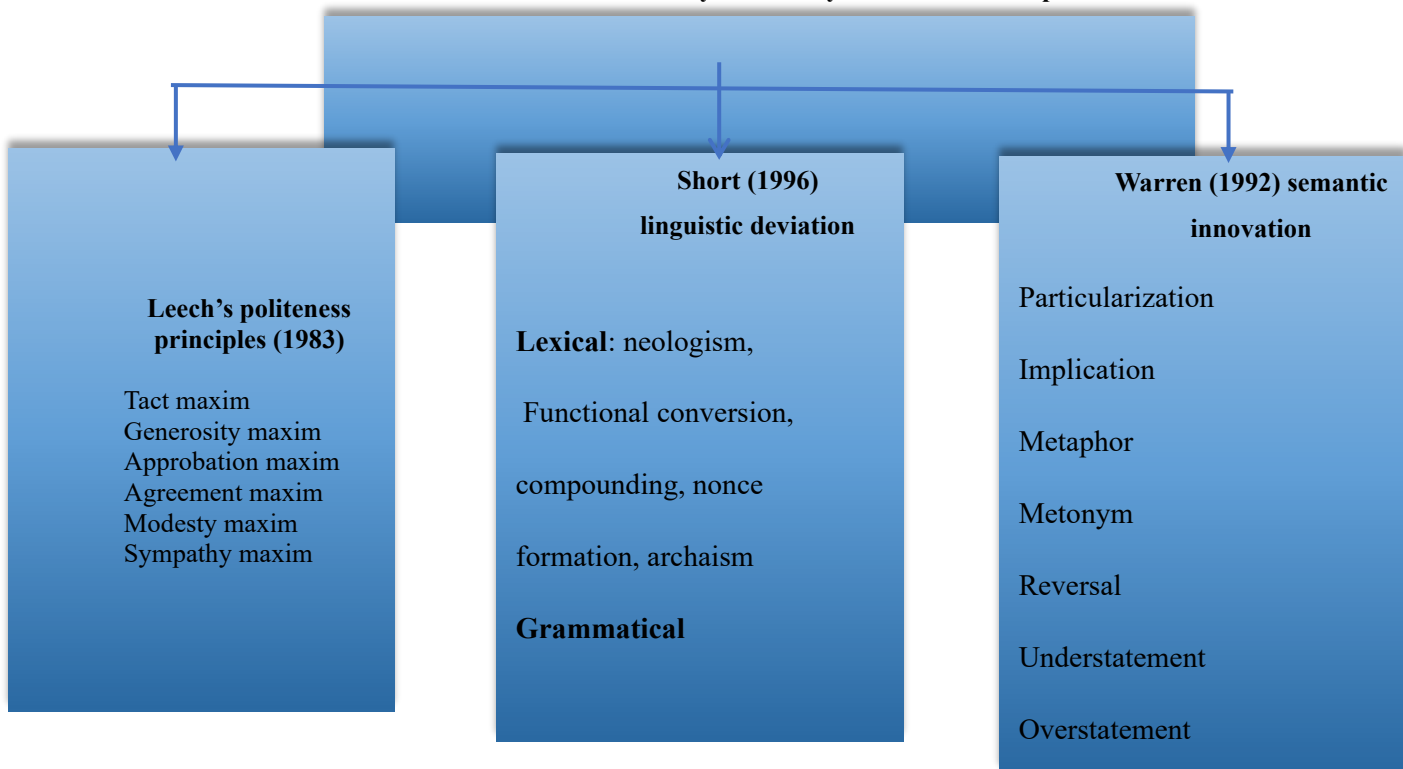 Leech’s politeness
principles (1983)
Tact maxim
Generosity maxim
Approbation maxim
Agreement maxim
Modesty maxim
Sympathy maxim
Short (1996)
linguistic deviation
Lexical: neologism,
Functional conversion,
compounding, nonce
formation, archaism
Grammatical
Warren (1992) semantic
innovation
Particularization
Implication
Metaphor
Metonym
Reversal
Understatement
Overstatement